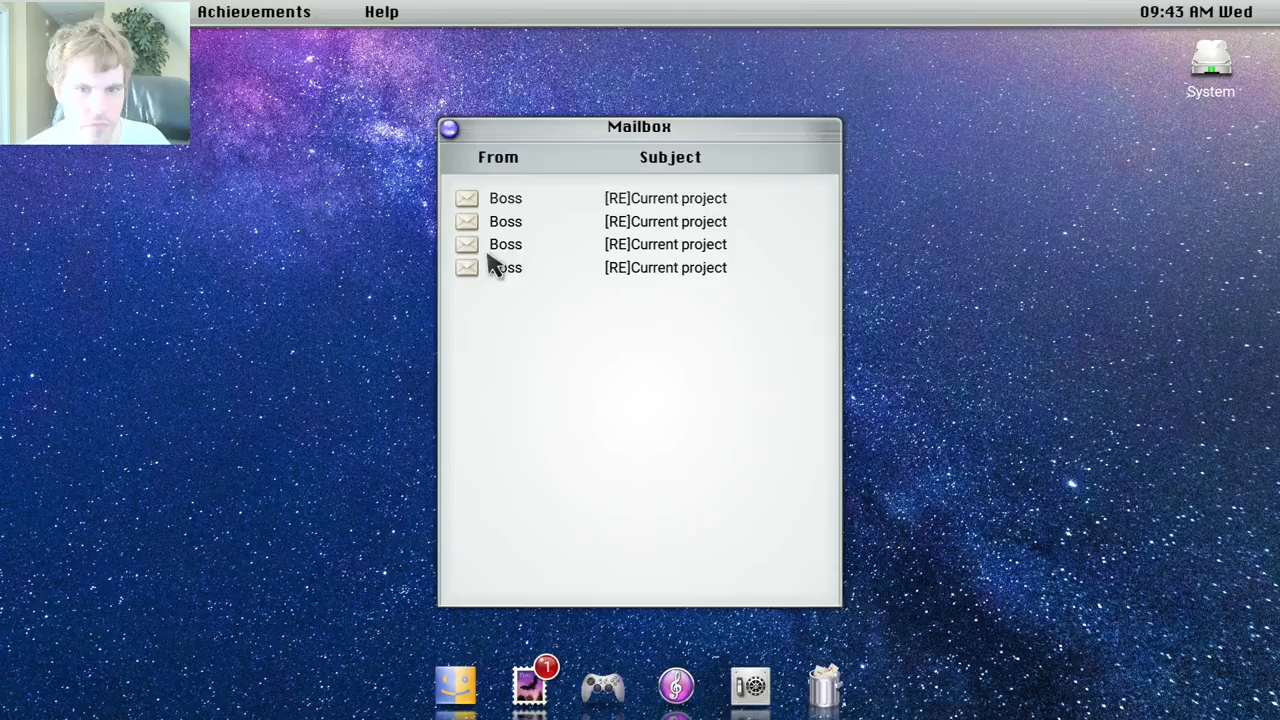 Achievements Help 09:43 AM Wed
System
Mailbox
From Subject
Boss [RE]Current project
Boss [RE]Current project
Boss [RE]Current project
oss [RE]Current project
1